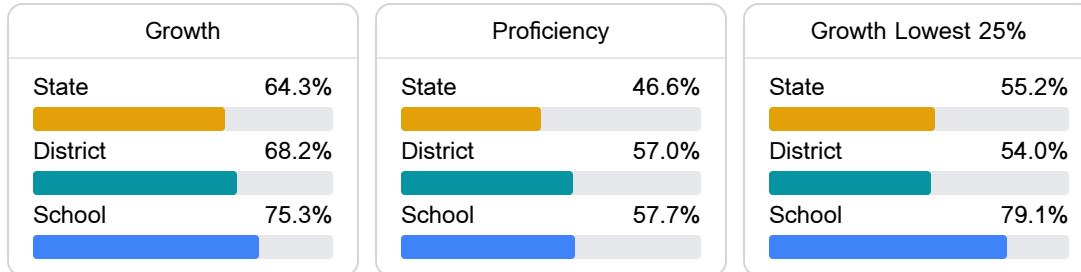 Growth
State 64.3%
District 68.2%
School 75.3%
Proficiency
State 46.6%
District 57.0%
School 57.7%
Growth Lowest 25%
State 55.2%
District 54.0%
School 79.1%